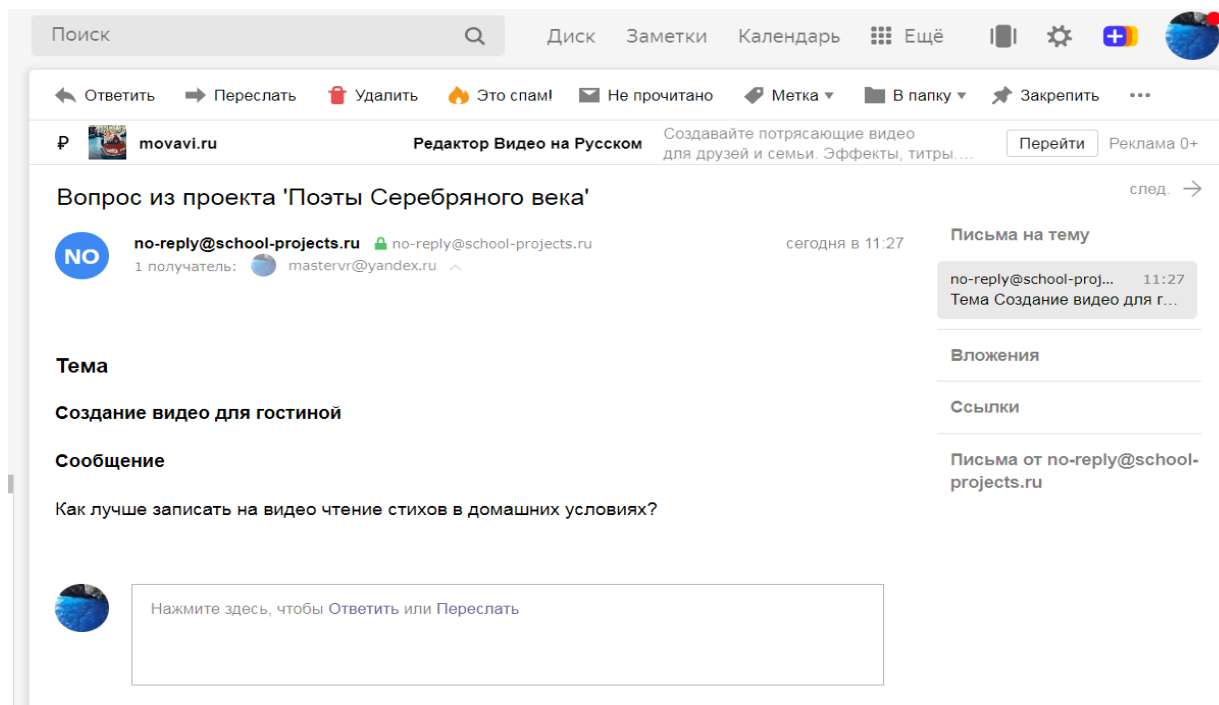 Поиск
Диск Заметки Календарь Ещё
Ответить Переслать Удалить Это спам! Не прочитано Метка В папку Закрепить
₽ movavi.ru Редактор Видео на Русском
Создавайте потрясающие видео
для друзей и семьи. Эффекты, титры....
Перейти Реклама 0+
Вопрос из проекта 'Поэты Серебряного века'
след.
NO
no-reply@school-projects.ru no-reply@school-projects.ru сегодня в 11:27
1 получатель: mastervr@yandex.ru
Тема
Создание видео для гостиной
Сообщение
Как лучше записать на видео чтение стихов в домашних условиях?
Нажмите здесь, чтобы Ответить или Переслать
Письма на тему
no-reply@school-proj... 11:27
Тема Создание видео для г...
Вложения
Ссылки
Письма от no-reply@school-
projects.ru